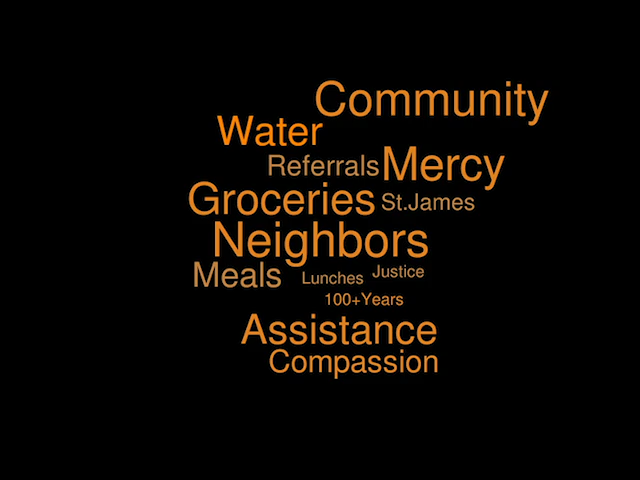 Community
Water
Referrals Mercy
Groceries St.James
Neighbors
Meals Lunches Justice
100+Years
Assistance
Compassion